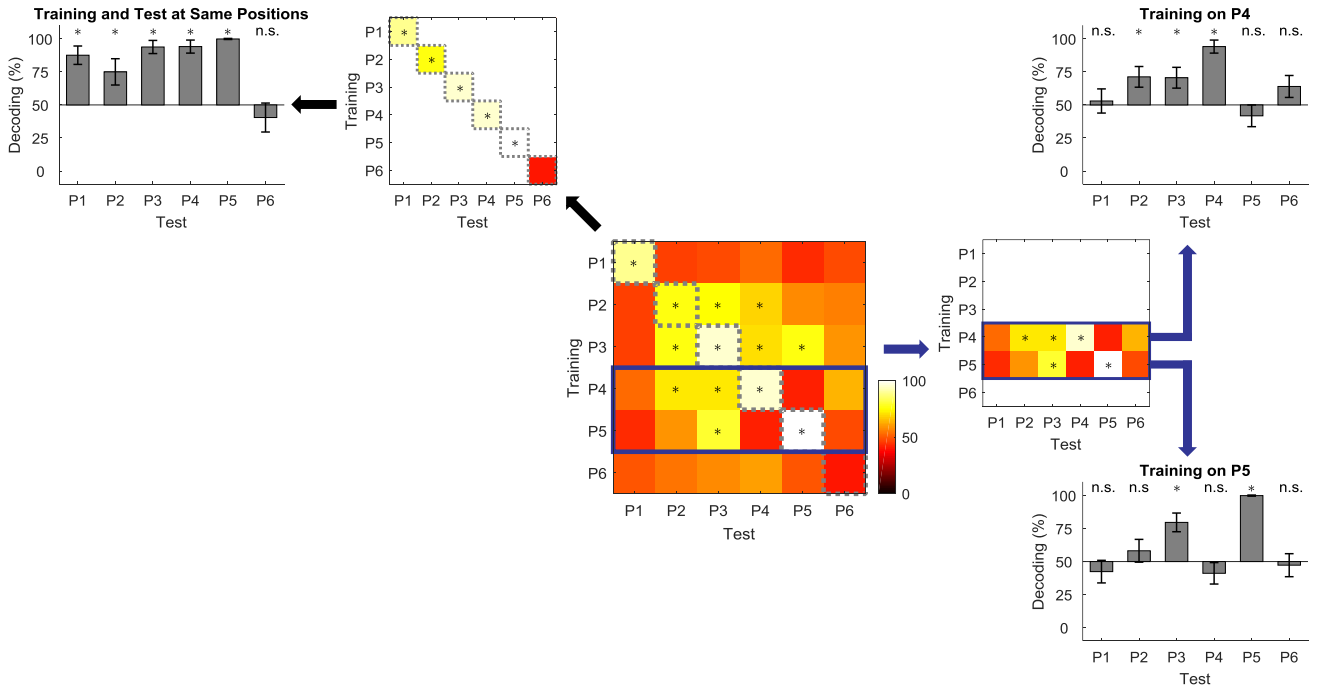 Training and Test at Same Positions
* * * * * n.s.
100
75
50
25
0
Decoding (%)
P1 P2 P3 P4 P5 P6
Test
Training
P1 *
P2 *
P3 *
P4 *
P5 *
P6
P1 P2 P3 P4 P5 P6
Test
Training on P4
n.s. * * * n.s. n.s.
100
75
50
25
0
Decoding (%)
P1 P2 P3 P4 P5 P6
Test
Training
P1 *
P2 * * *
P3 * * * *
P4 * * *
P5 * *
P6
P1 P2 P3 P4 P5 P6
Test
100
50
0
Training
P1
P2
P3
P4 * * *
P5 * *
P6
P1 P2 P3 P4 P5 P6
Test
Training on P5
n.s. n.s * n.s. * n.s.
100
75
50
25
0
Decoding (%)
P1 P2 P3 P4 P5 P6
Test